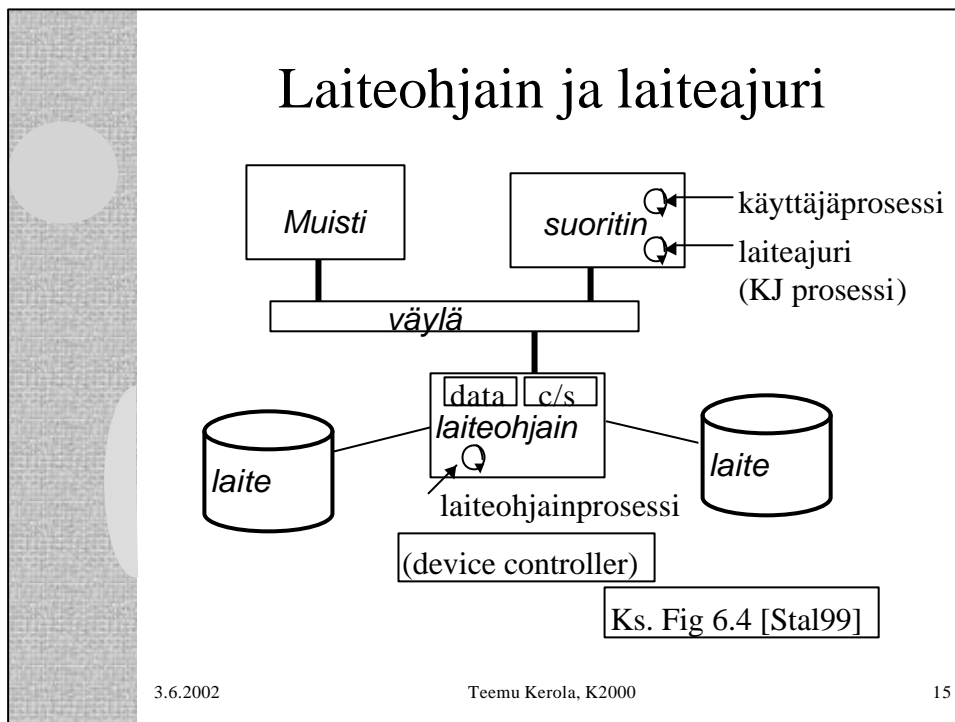 Laiteohjain ja laiteajuri
Muisti
suoritin
käyttäjäprosessi
laiteajuri
(KJ prosessi)
väylä
data
c/s
laiteohjain
laite
laite
laiteohjainprosessi
(device controller)
Ks. Fig 6.4 [Stal99]
3.6.2002
Teemu Kerola, K2000
15